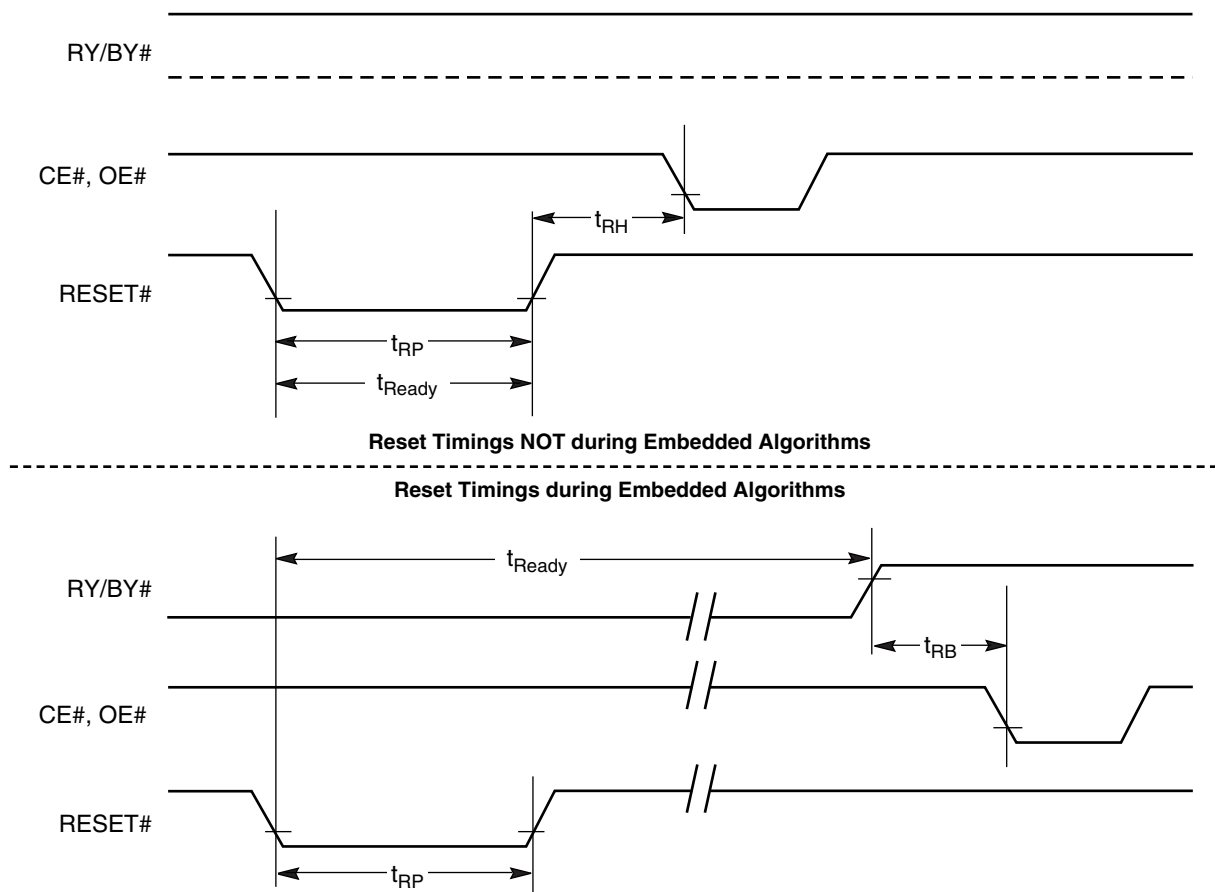 RY/BY#
CE#, OE#
tRH
RESET#
tRP
tReady
Reset Timings NOT during Embedded Algorithms
Reset Timings during Embedded Algorithms
tReady
RY/BY#
tRB
CE#, OE#
RESET#
tRP